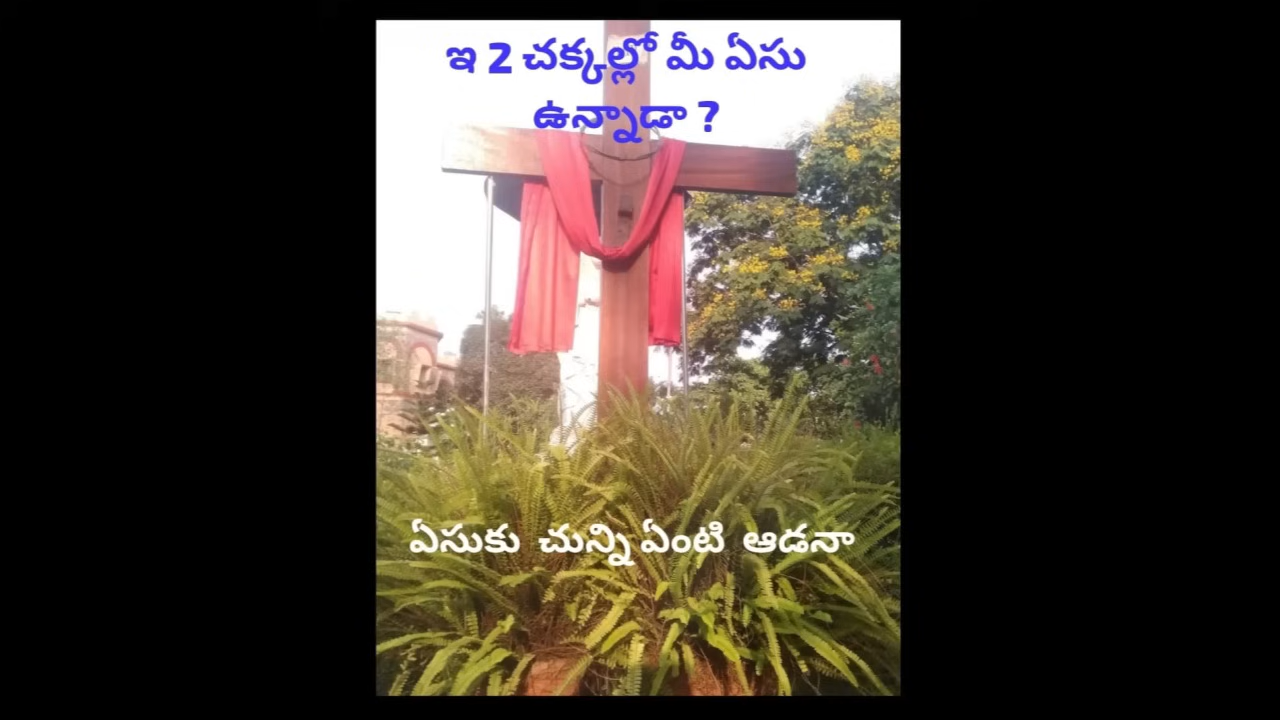 ఇ 2 చక్కల్లో మీ ఏసు
ఉన్నాడా ?
ఏసుకు చున్ని ఏంటి ఆడనా